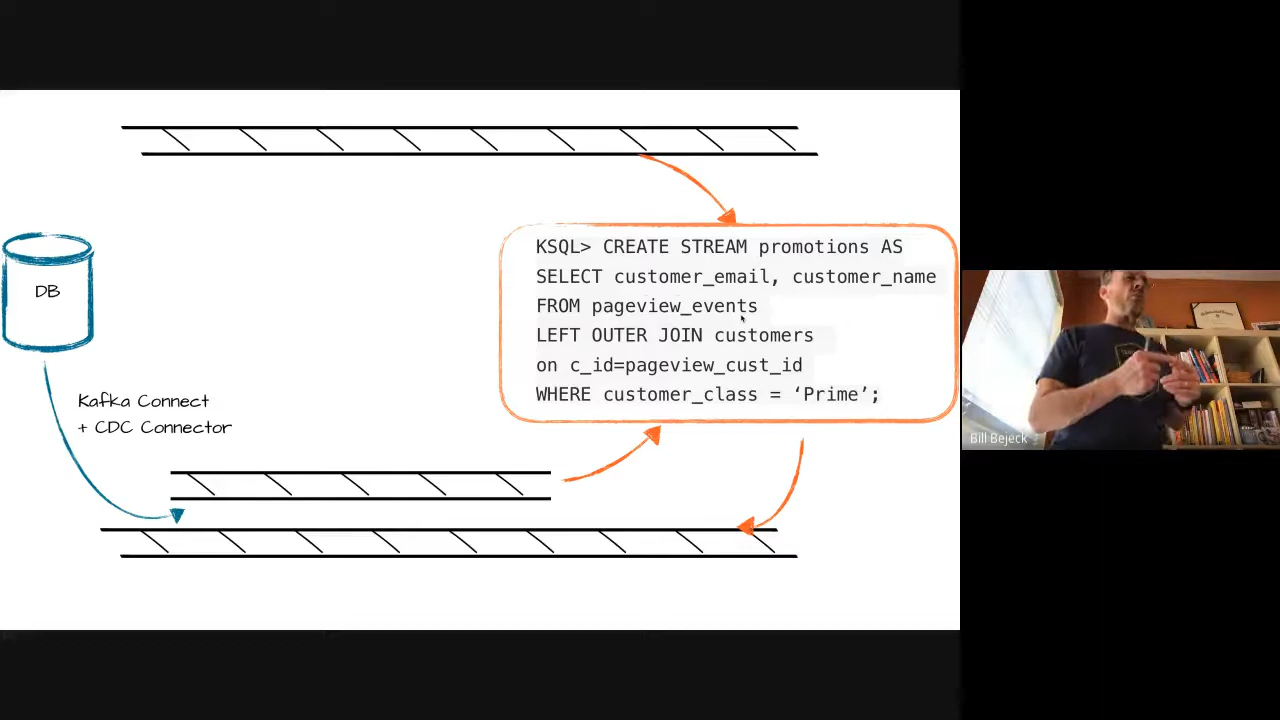 KSQL> CREATE STREAM promotions AS
SELECT customer_email, customer_name
FROM pageview_events
LEFT OUTER JOIN customers
on c_id=pageview_cust_id
WHERE customer_class = ‘Prime’;
DB
Kafka Connect
+ CDC Connector
Bill Bejeck